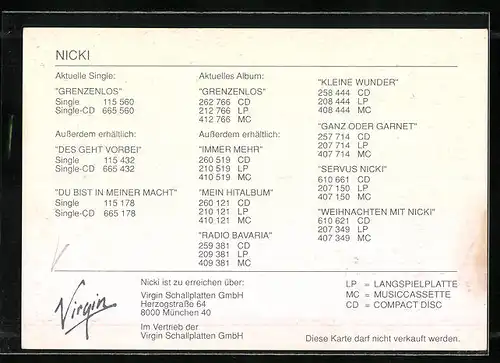 NICKI
Aktuelle Single:
"GRENZENLOS"
Single 115 560
Single-CD 665 560
Außerdem erhältlich:
"DES GEHT VORBEI"
Single 115 432
Single-CD 665 432
"DU BIST IN MEINER MACHT"
Single 115 178
Single-CD 665 178
Aktuelles Album:
"GRENZENLOS"
262 766 CD
212 766 LP
412 766 MC
Außerdem erhältlich:
"IMMER MEHR"
260 519 CD
210 519 LP
410 519 MC
"MEIN HITALBUM"
260 121 CD
210 121 LP
410 121 MC
"RADIO BAVARIA"
259 381 CD
209 381 LP
409 381 MC
"KLEINE WUNDER"
258 444 CD
208 444 LP
408 444 MC
"GANZ ODER GARNET"
257 714 CD
207 714 LP
407 714 MC
"SERVUS NICKI"
610 661 CD
207 150 LP
407 150 MC
"WEIHNACHTEN MIT NICKI"
610 621 CD
207 349 LP
407 349 MC
Virgin
Nicki ist zu erreichen über:
Virgin Schallplatten GmbH
Herzogstraße 64
8000 München 40
Im Vertrieb der
Virgin Schallplatten GmbH
LP = LANGSPIELPLATTE
MC = MUSICCASSETTE
CD = COMPACT DISC
Diese Karte darf nicht verkauft werden.